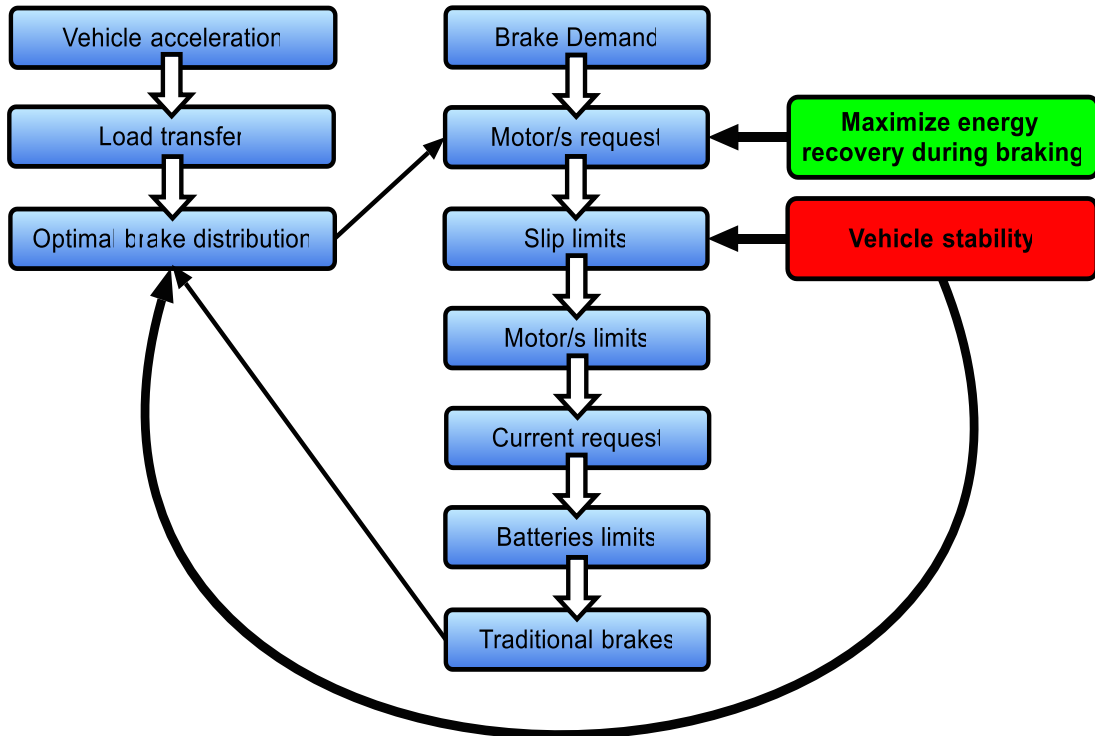 Vehicle acceleration
Load transfer
Optimal brake distribution
Brake Demand
Motor/s request
Slip limits
Motor/s limits
Current request
Batteries limits
Traditional brakes
Maximize energy
recovery during braking
Vehicle stability